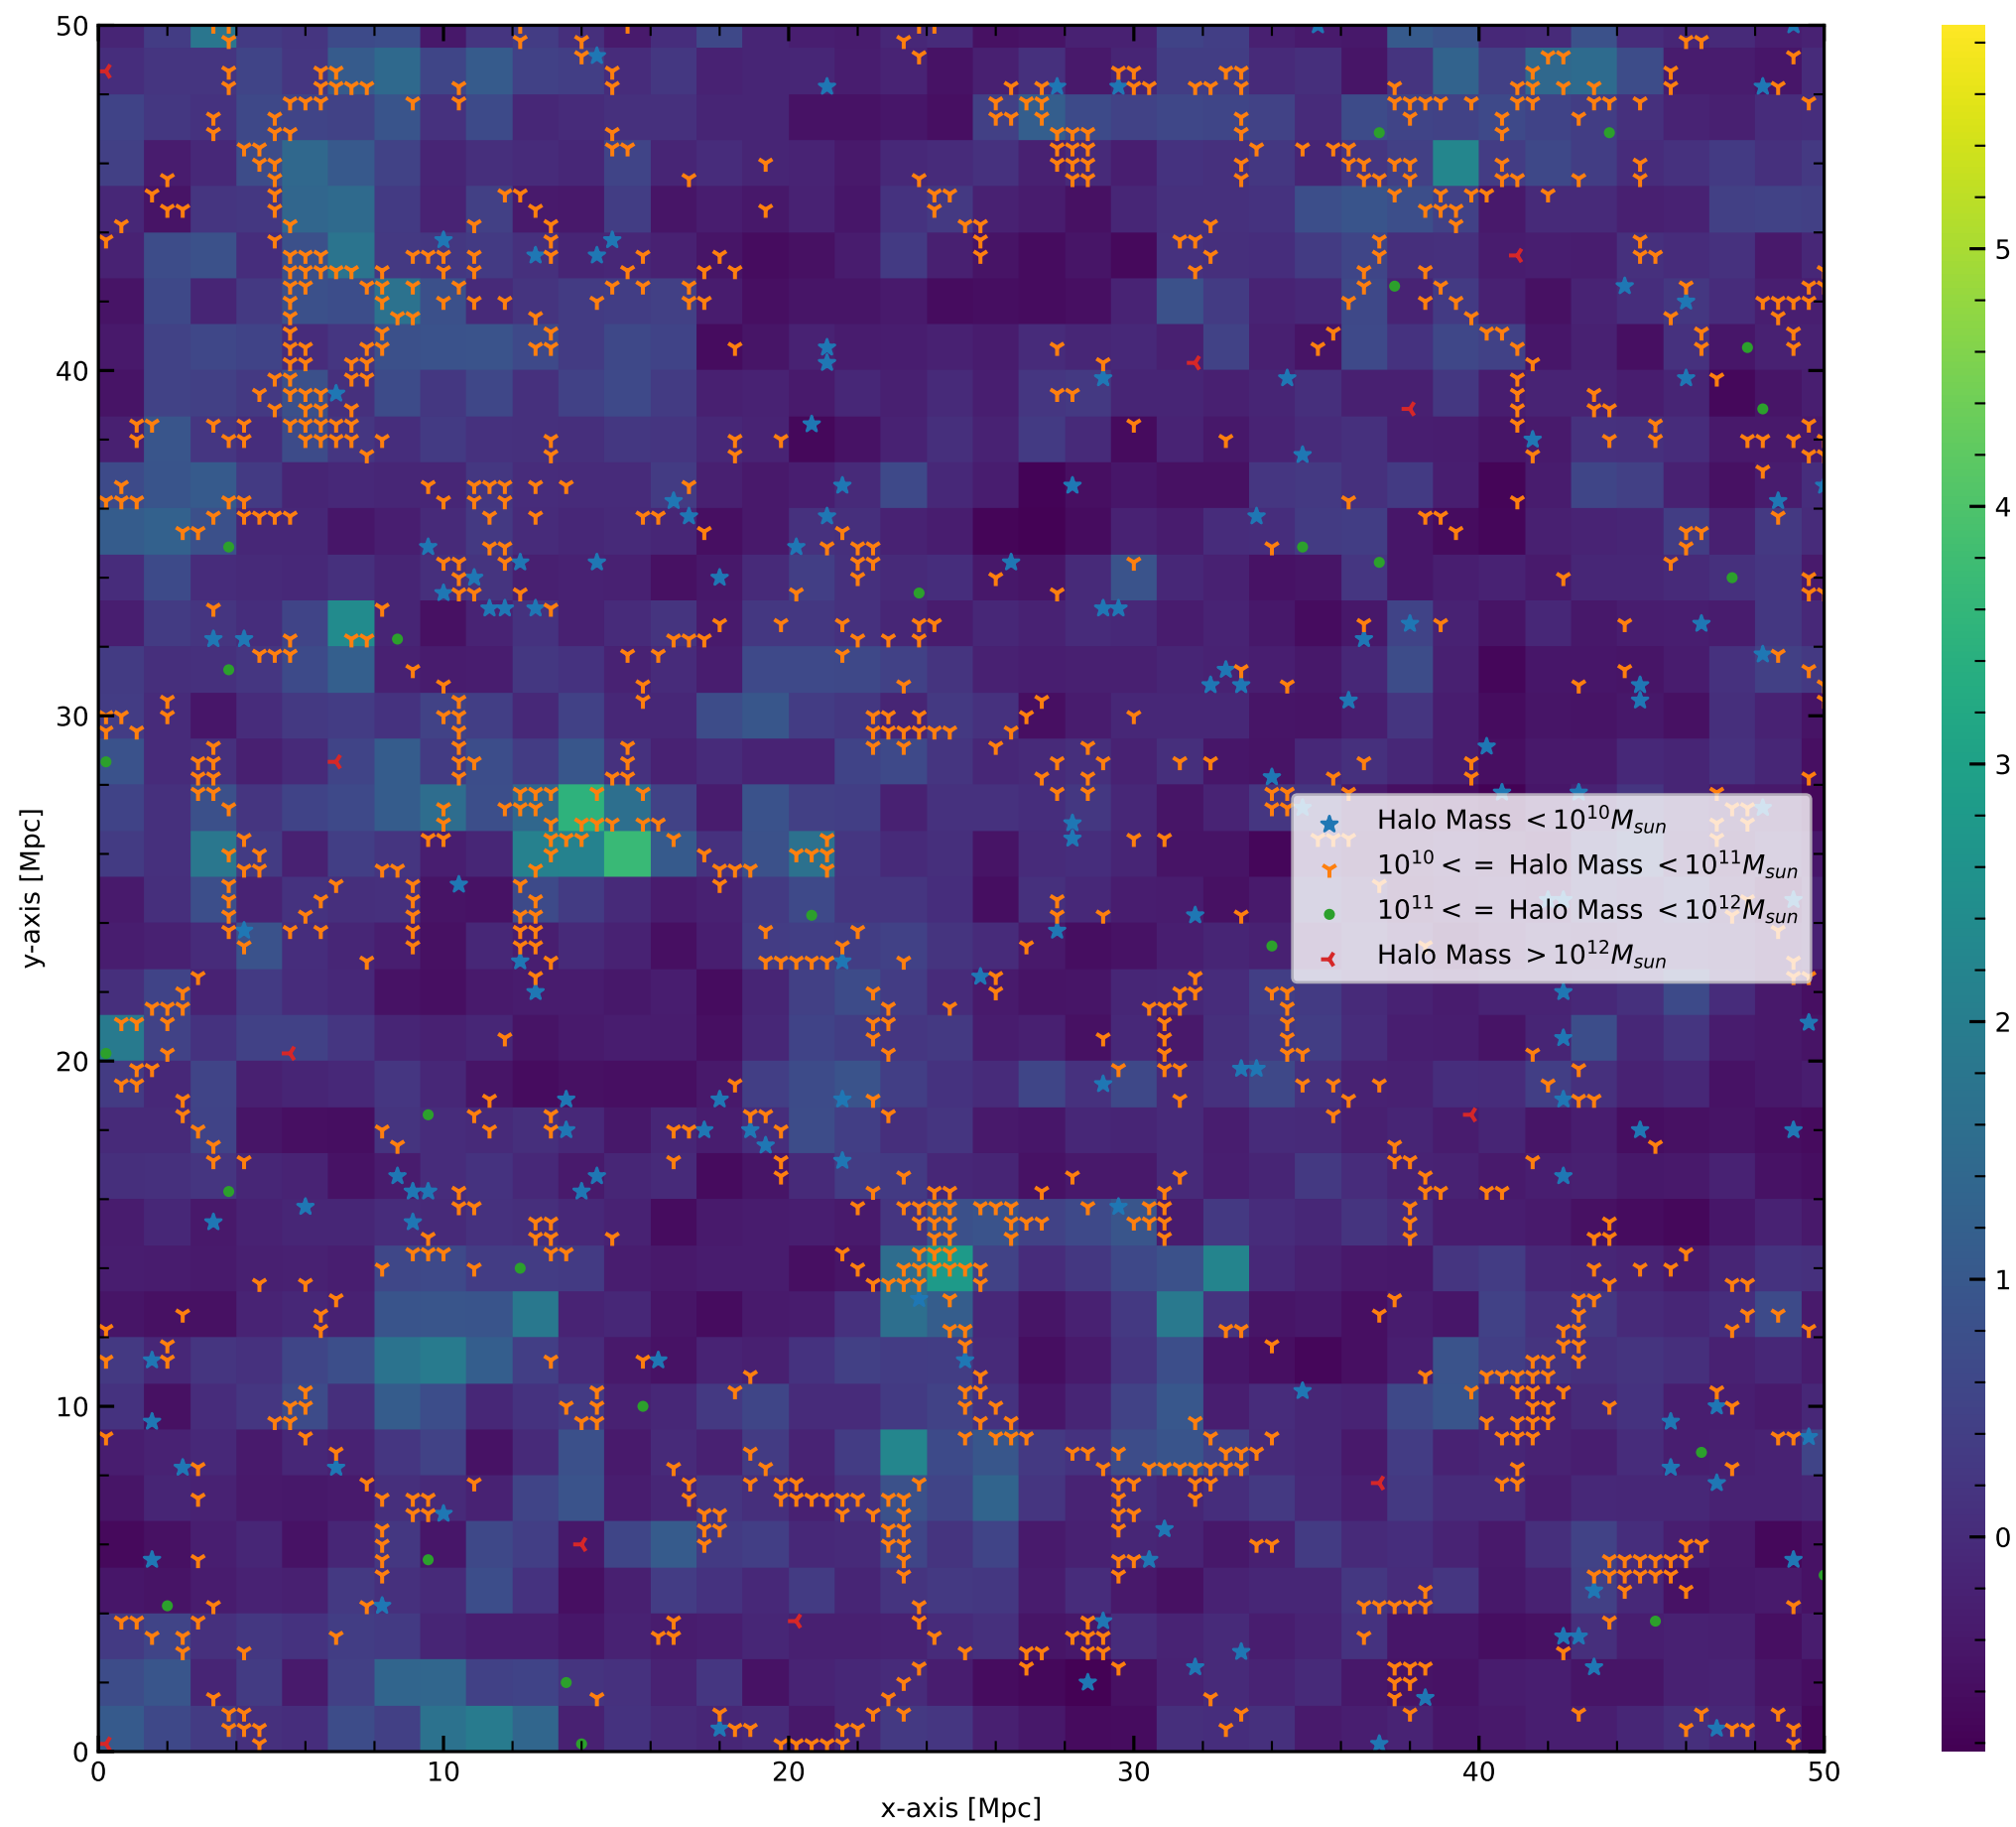 50
40
30
20
10
0
0 10 20 30 40 50
x-axis [Mpc]
y-axis [Mpc]
Halo Mass < 10^10 M_sun
10^10 < = Halo Mass < 10^11 M_sun
10^11 < = Halo Mass < 10^12 M_sun
Halo Mass > 10^12 M_sun
5
4
3
2
1
0